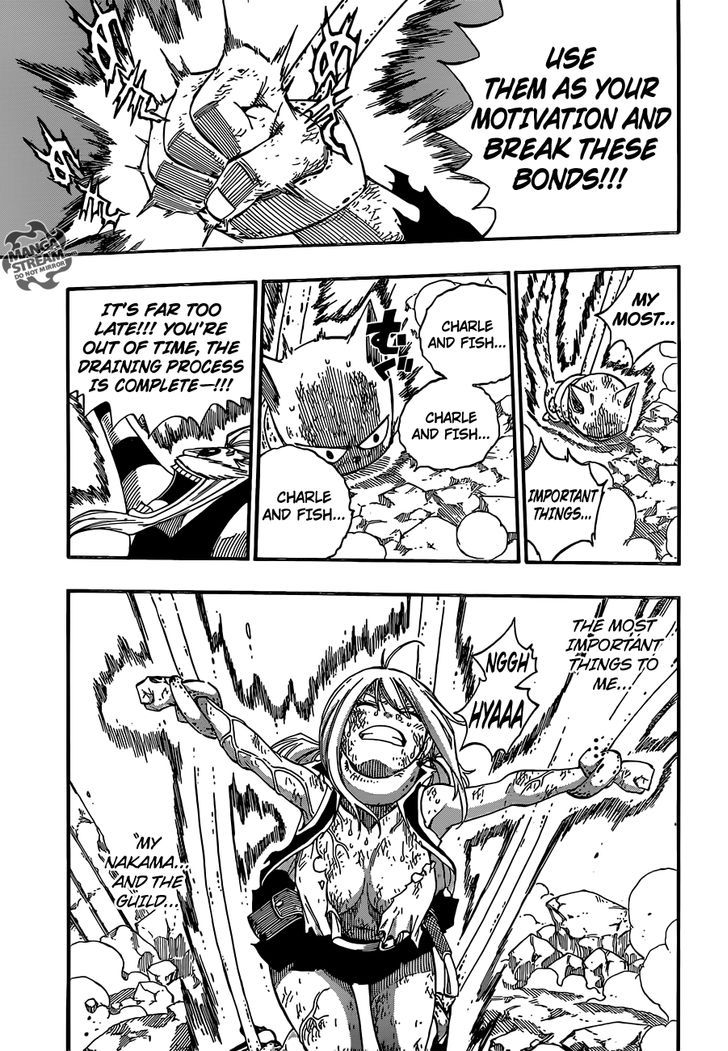 USE
THEM AS YOUR
MOTIVATION AND
BREAK THESE
BONDS!!!
MANGA
STREAM
DO NOT MIRROR
MY
MOST...
IMPORTANT
THINGS...
CHARLE
AND FISH...
CHARLE
AND FISH...
CHARLE
AND FISH...
むぐ
IT'S FAR TOO
LATE!!! YOU'RE
OUT OF TIME, THE
DRAINING PROCESS
IS COMPLETE—!!!
THE MOST
IMPORTANT
THINGS TO
ME...
NGGH
HYAAA
MY
NAKAMA...
AND THE
GUILD...